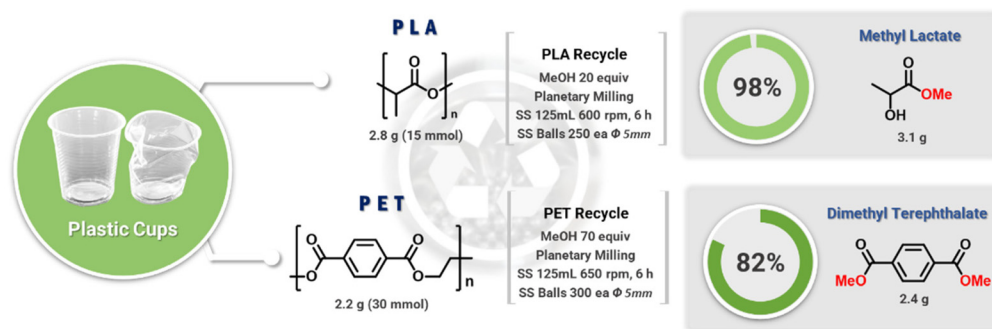 Plastic Cups
PLA
O
O
n
2.8 g (15 mmol)
PLA Recycle
MeOH 20 equiv
Planetary Milling
SS 125mL 600 rpm, 6 h
SS Balls 250 ea Φ 5mm
98%
Methyl Lactate
O
OMe
OH
3.1 g
PET
O
O
O
O
n
2.2 g (30 mmol)
PET Recycle
MeOH 70 equiv
Planetary Milling
SS 125mL 650 rpm, 6 h
SS Balls 300 ea Φ 5mm
82%
Dimethyl Terephthalate
O
O
MeO
OMe
2.4 g